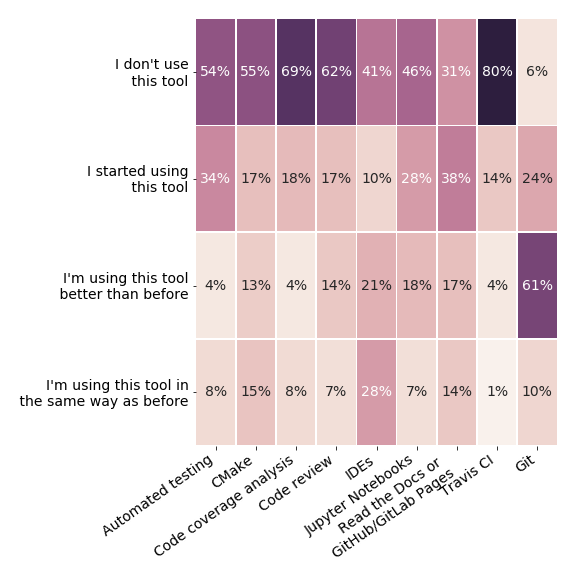 I don't use
this tool
54% 55% 69% 62% 41% 46% 31% 80% 6%
I started using
this tool
34% 17% 18% 17% 10% 28% 38% 14% 24%
I'm using this tool
better than before
4% 13% 4% 14% 21% 18% 17% 4% 61%
I'm using this tool in
the same way as before
8% 15% 8% 7% 28% 7% 14% 1% 10%
Automated testing
CMake
Code coverage analysis
Code review
IDEs
Jupyter Notebooks
Read the Docs or
GitHub/GitLab Pages
Travis CI
Git